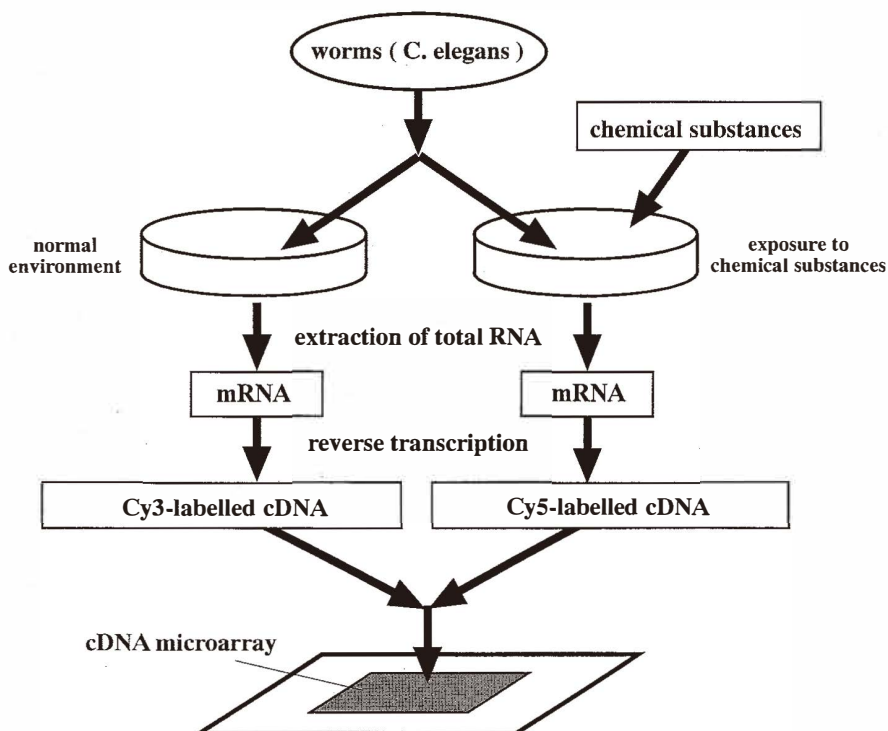 worms ( C. elegans )
chemical substances
normal
environment
exposure to
chemical substances
extraction of total RNA
mRNA
mRNA
reverse transcription
Cy3-labelled cDNA
Cy5-labelled cDNA
cDNA microarray